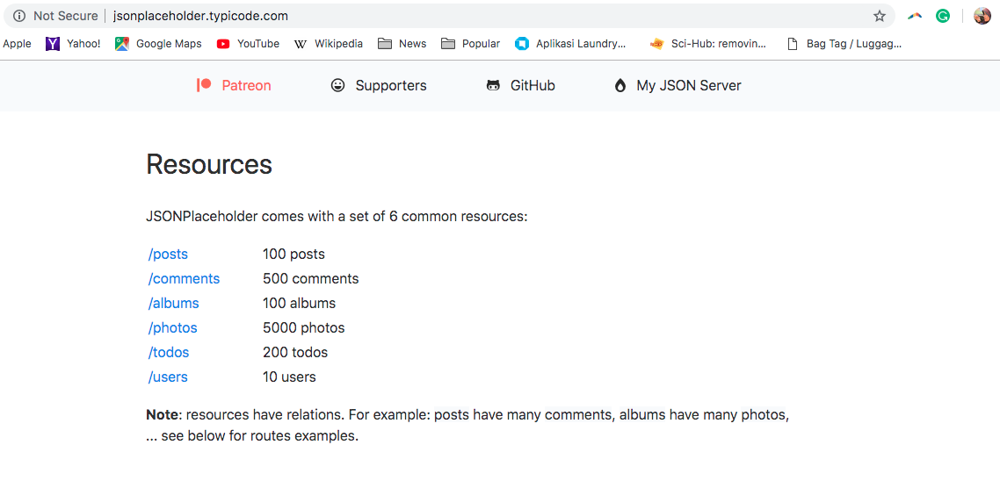 Not Secure | jsonplaceholder.typicode.com
Apple Yahoo! Google Maps YouTube W Wikipedia News Popular Aplikasi Laundry... Sci-Hub: removin... Bag Tag / Luggag...
Patreon Supporters GitHub My JSON Server
Resources
JSONPlaceholder comes with a set of 6 common resources:
/posts 100 posts
/comments 500 comments
/albums 100 albums
/photos 5000 photos
/todos 200 todos
/users 10 users
Note: resources have relations. For example: posts have many comments, albums have many photos,
... see below for routes examples.